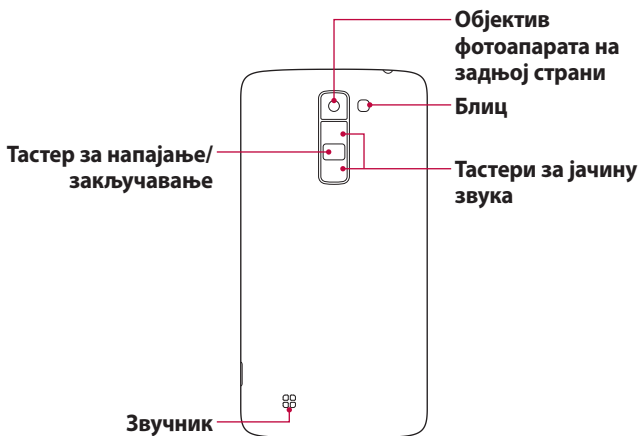 Објектив
фотоапарата на
задњој страни
Блиц
Тастер за напајање/
закључавање
Тастери за јачину
звука
Звучник